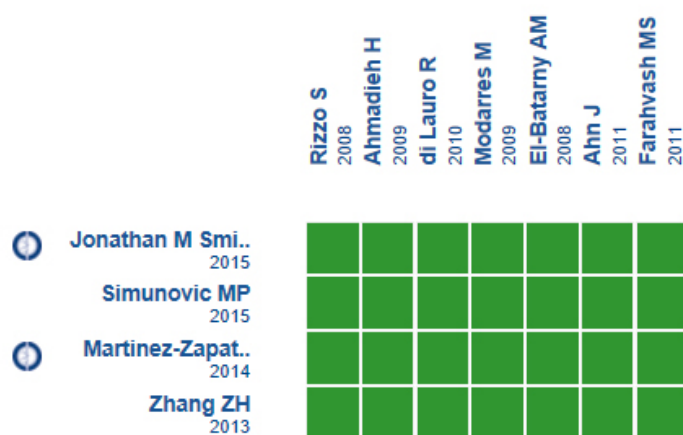 Rizzo S
2008
Ahmadieh H
2009
di Lauro R
2010
Modarres M
2009
El-Batarny AM
2008
Ahn J
2011
Farahvash MS
2011
Jonathan M Smi..
2015
Simunovic MP
2015
Martinez-Zapat..
2014
Zhang ZH
2013